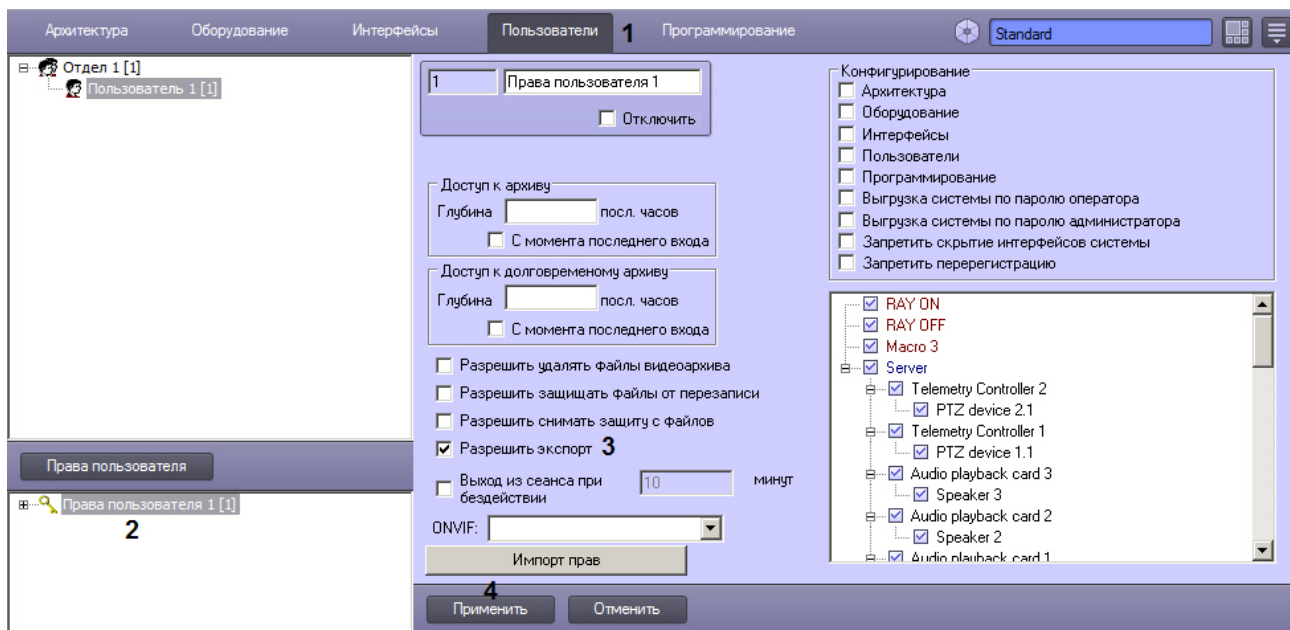 Архитектура Оборудование Интерфейсы Пользователи 1 Программирование Standard
Отдел 1 [1]
Пользователь 1 [1]
Права пользователя
Права пользователя 1 [1]
2
1 Права пользователя 1
Отключить
Доступ к архиву
Глубина посл. часов
С момента последнего входа
Доступ к долговременому архиву
Глубина посл. часов
С момента последнего входа
Разрешить удалять файлы видеоархива
Разрешить защищать файлы от перезаписи
Разрешить снимать защиту с файлов
Разрешить экспорт 3
Выход из сеанса при бездействии 10 минут
ONVIF:
Импорт прав
4
Применить Отменить
Конфигурирование
Архитектура
Оборудование
Интерфейсы
Пользователи
Программирование
Выгрузка системы по паролю оператора
Выгрузка системы по паролю администратора
Запретить скрытие интерфейсов системы
Запретить перерегистрацию
RAY ON
RAY OFF
Macro 3
Server
Telemetry Controller 2
PTZ device 2.1
Telemetry Controller 1
PTZ device 1.1
Audio playback card 3
Speaker 3
Audio playback card 2
Speaker 2
Audio playback card 1